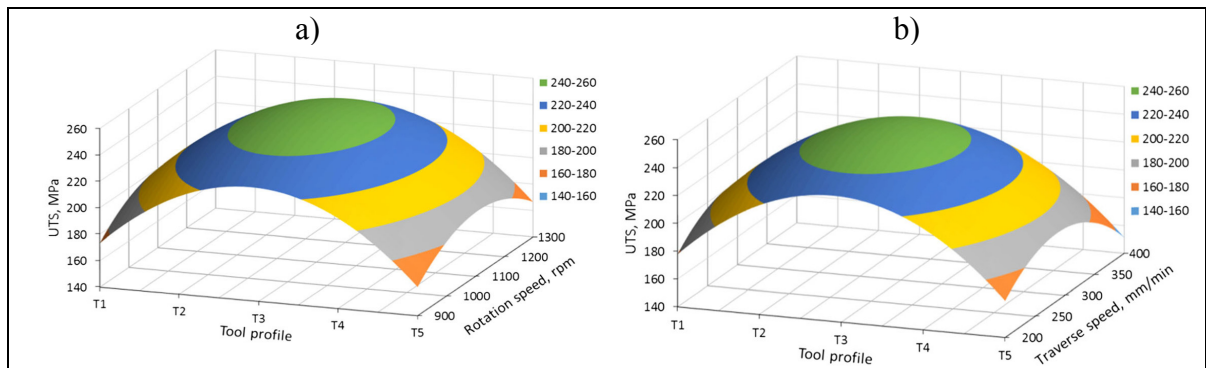 a)
240-260
220-240
200-220
180-200
160-180
140-160
260
240
220
200
180
160
140
UTS, MPa
T1
T2
T3
T4
T5
Tool profile
900
1000
1100
1200
1300
Rotation speed, rpm
b)
240-260
220-240
200-220
180-200
160-180
140-160
260
240
220
200
180
160
140
UTS, MPa
T1
T2
T3
T4
T5
Tool profile
200
250
300
350
400
Traverse speed, mm/min